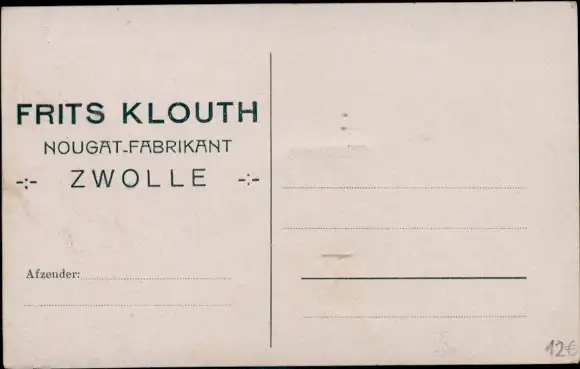 FRITS KLOUTH
NOUGAT-FABRIKANT
-:- ZWOLLE -:-
Afzender:
12€